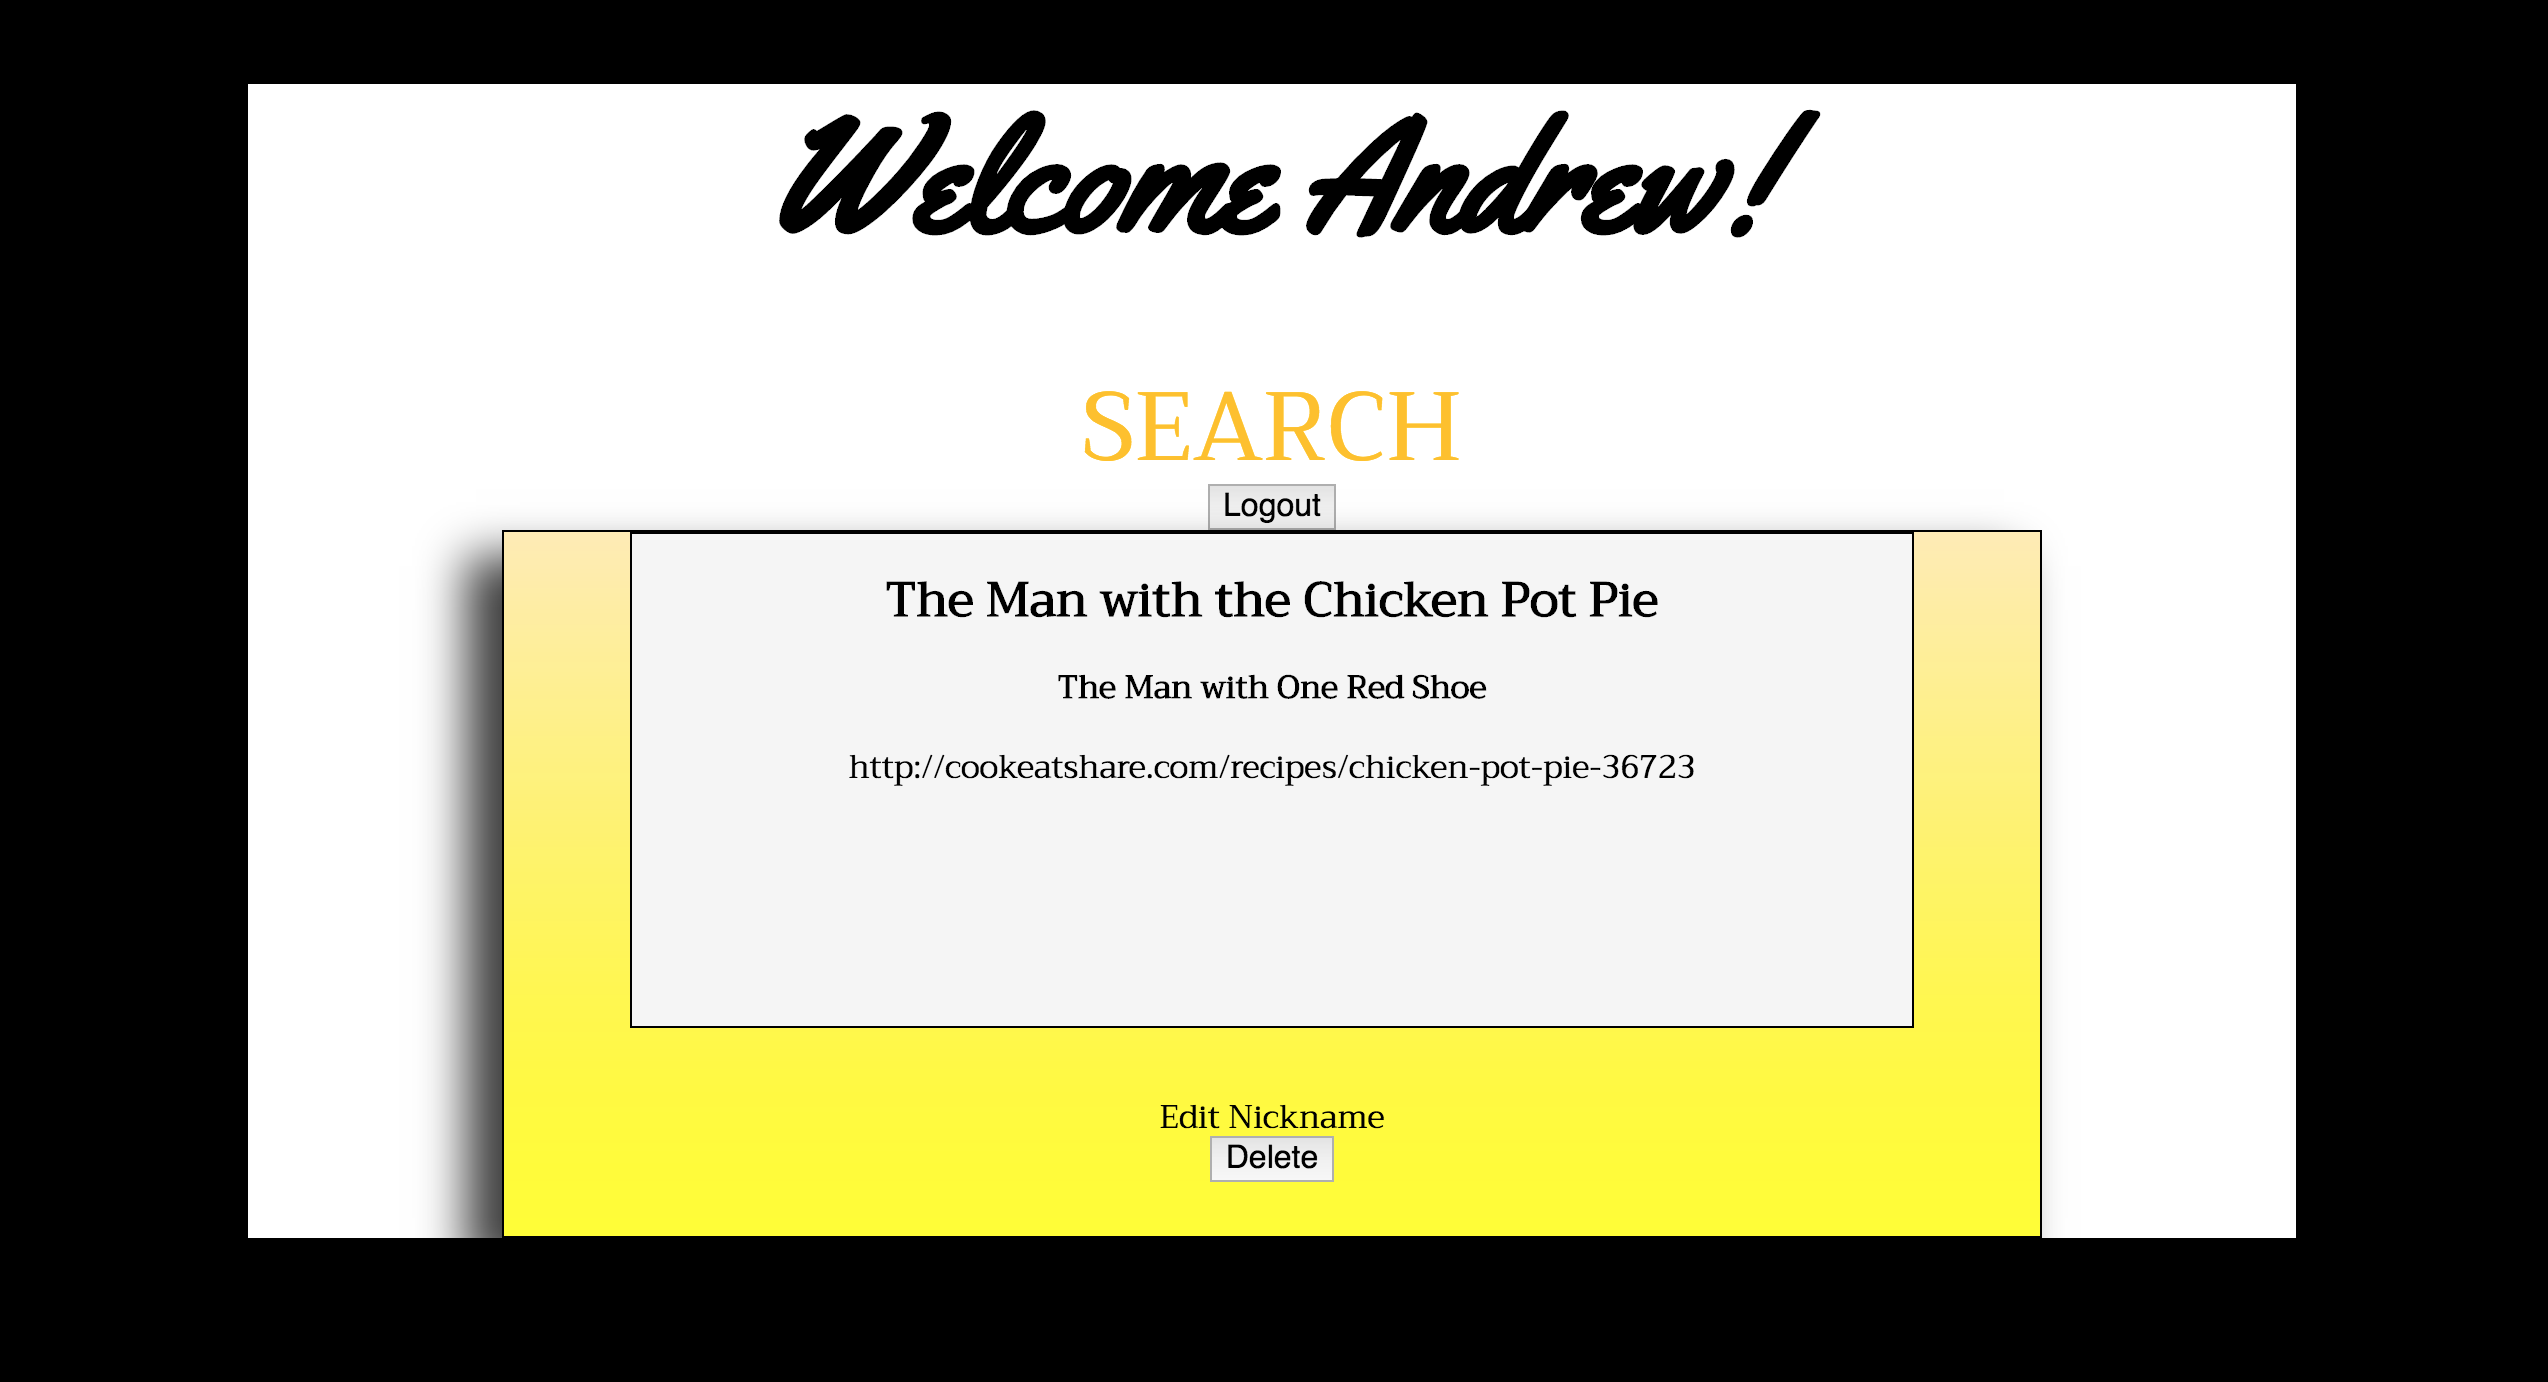 Welcome Andrew!
SEARCH
Logout
The Man with the Chicken Pot Pie
The Man with One Red Shoe
http://cookeatshare.com/recipes/chicken-pot-pie-36723
Edit Nickname
Delete